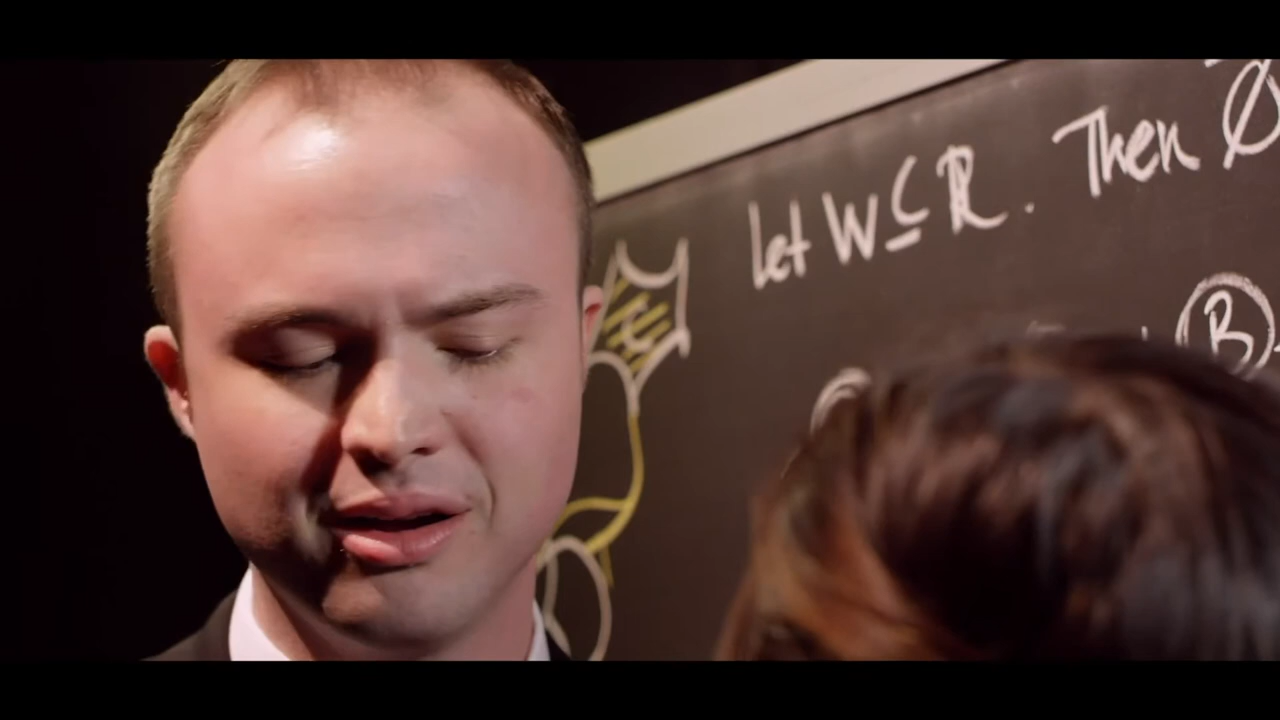 Let W ⊆ ℝ. Then Ø
B